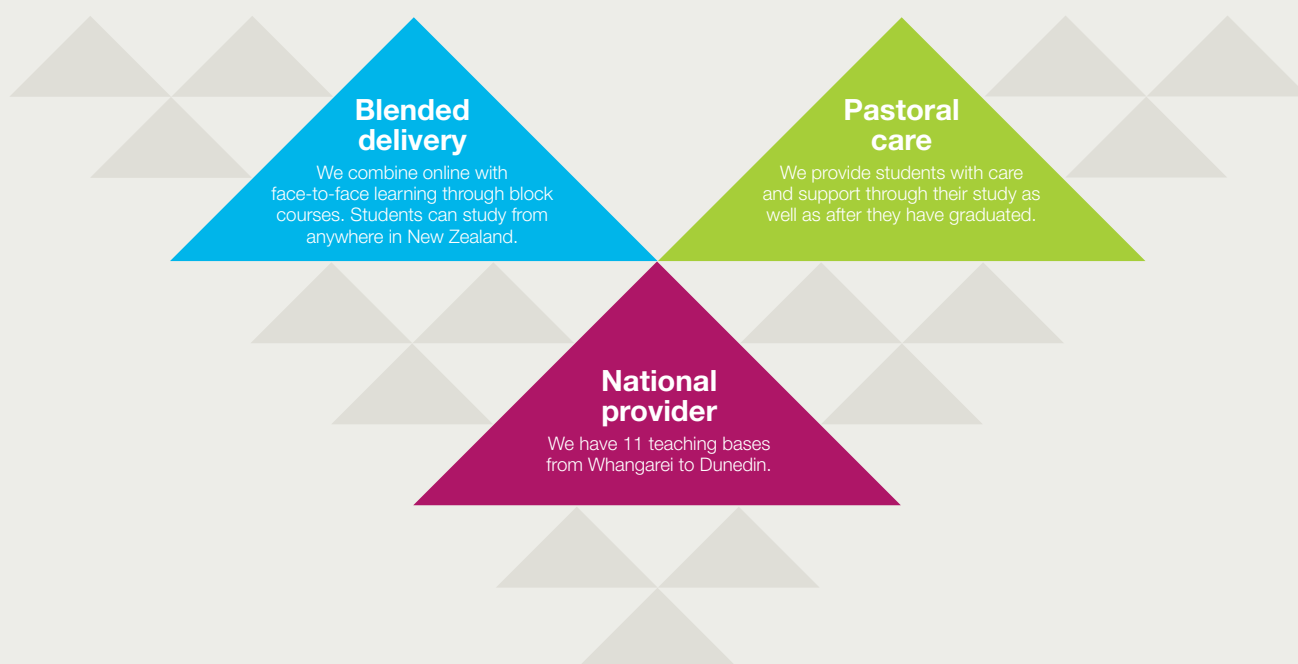 Blended
delivery
We combine online with
face-to-face learning through block
courses. Students can study from
anywhere in New Zealand.
Pastoral
care
We provide students with care
and support through their study as
well as after they have graduated.
National
provider
We have 11 teaching bases
from Whangarei to Dunedin.